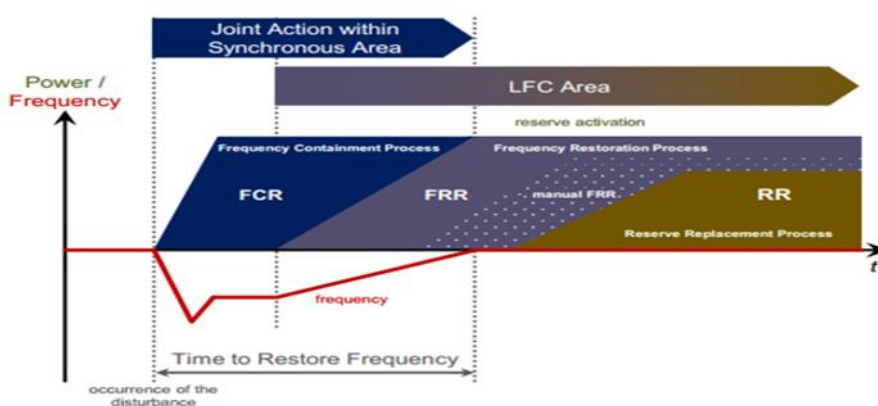 Joint Action within
Synchronous Area
Power /
Frequency
LFC Area
reserve activation
Frequency Containment Process
Frequency Restoration Process
FCR
FRR
manual FRR
RR
Reserve Replacement Process
t
frequency
Time to Restore Frequency
occurrence of the
disturbance